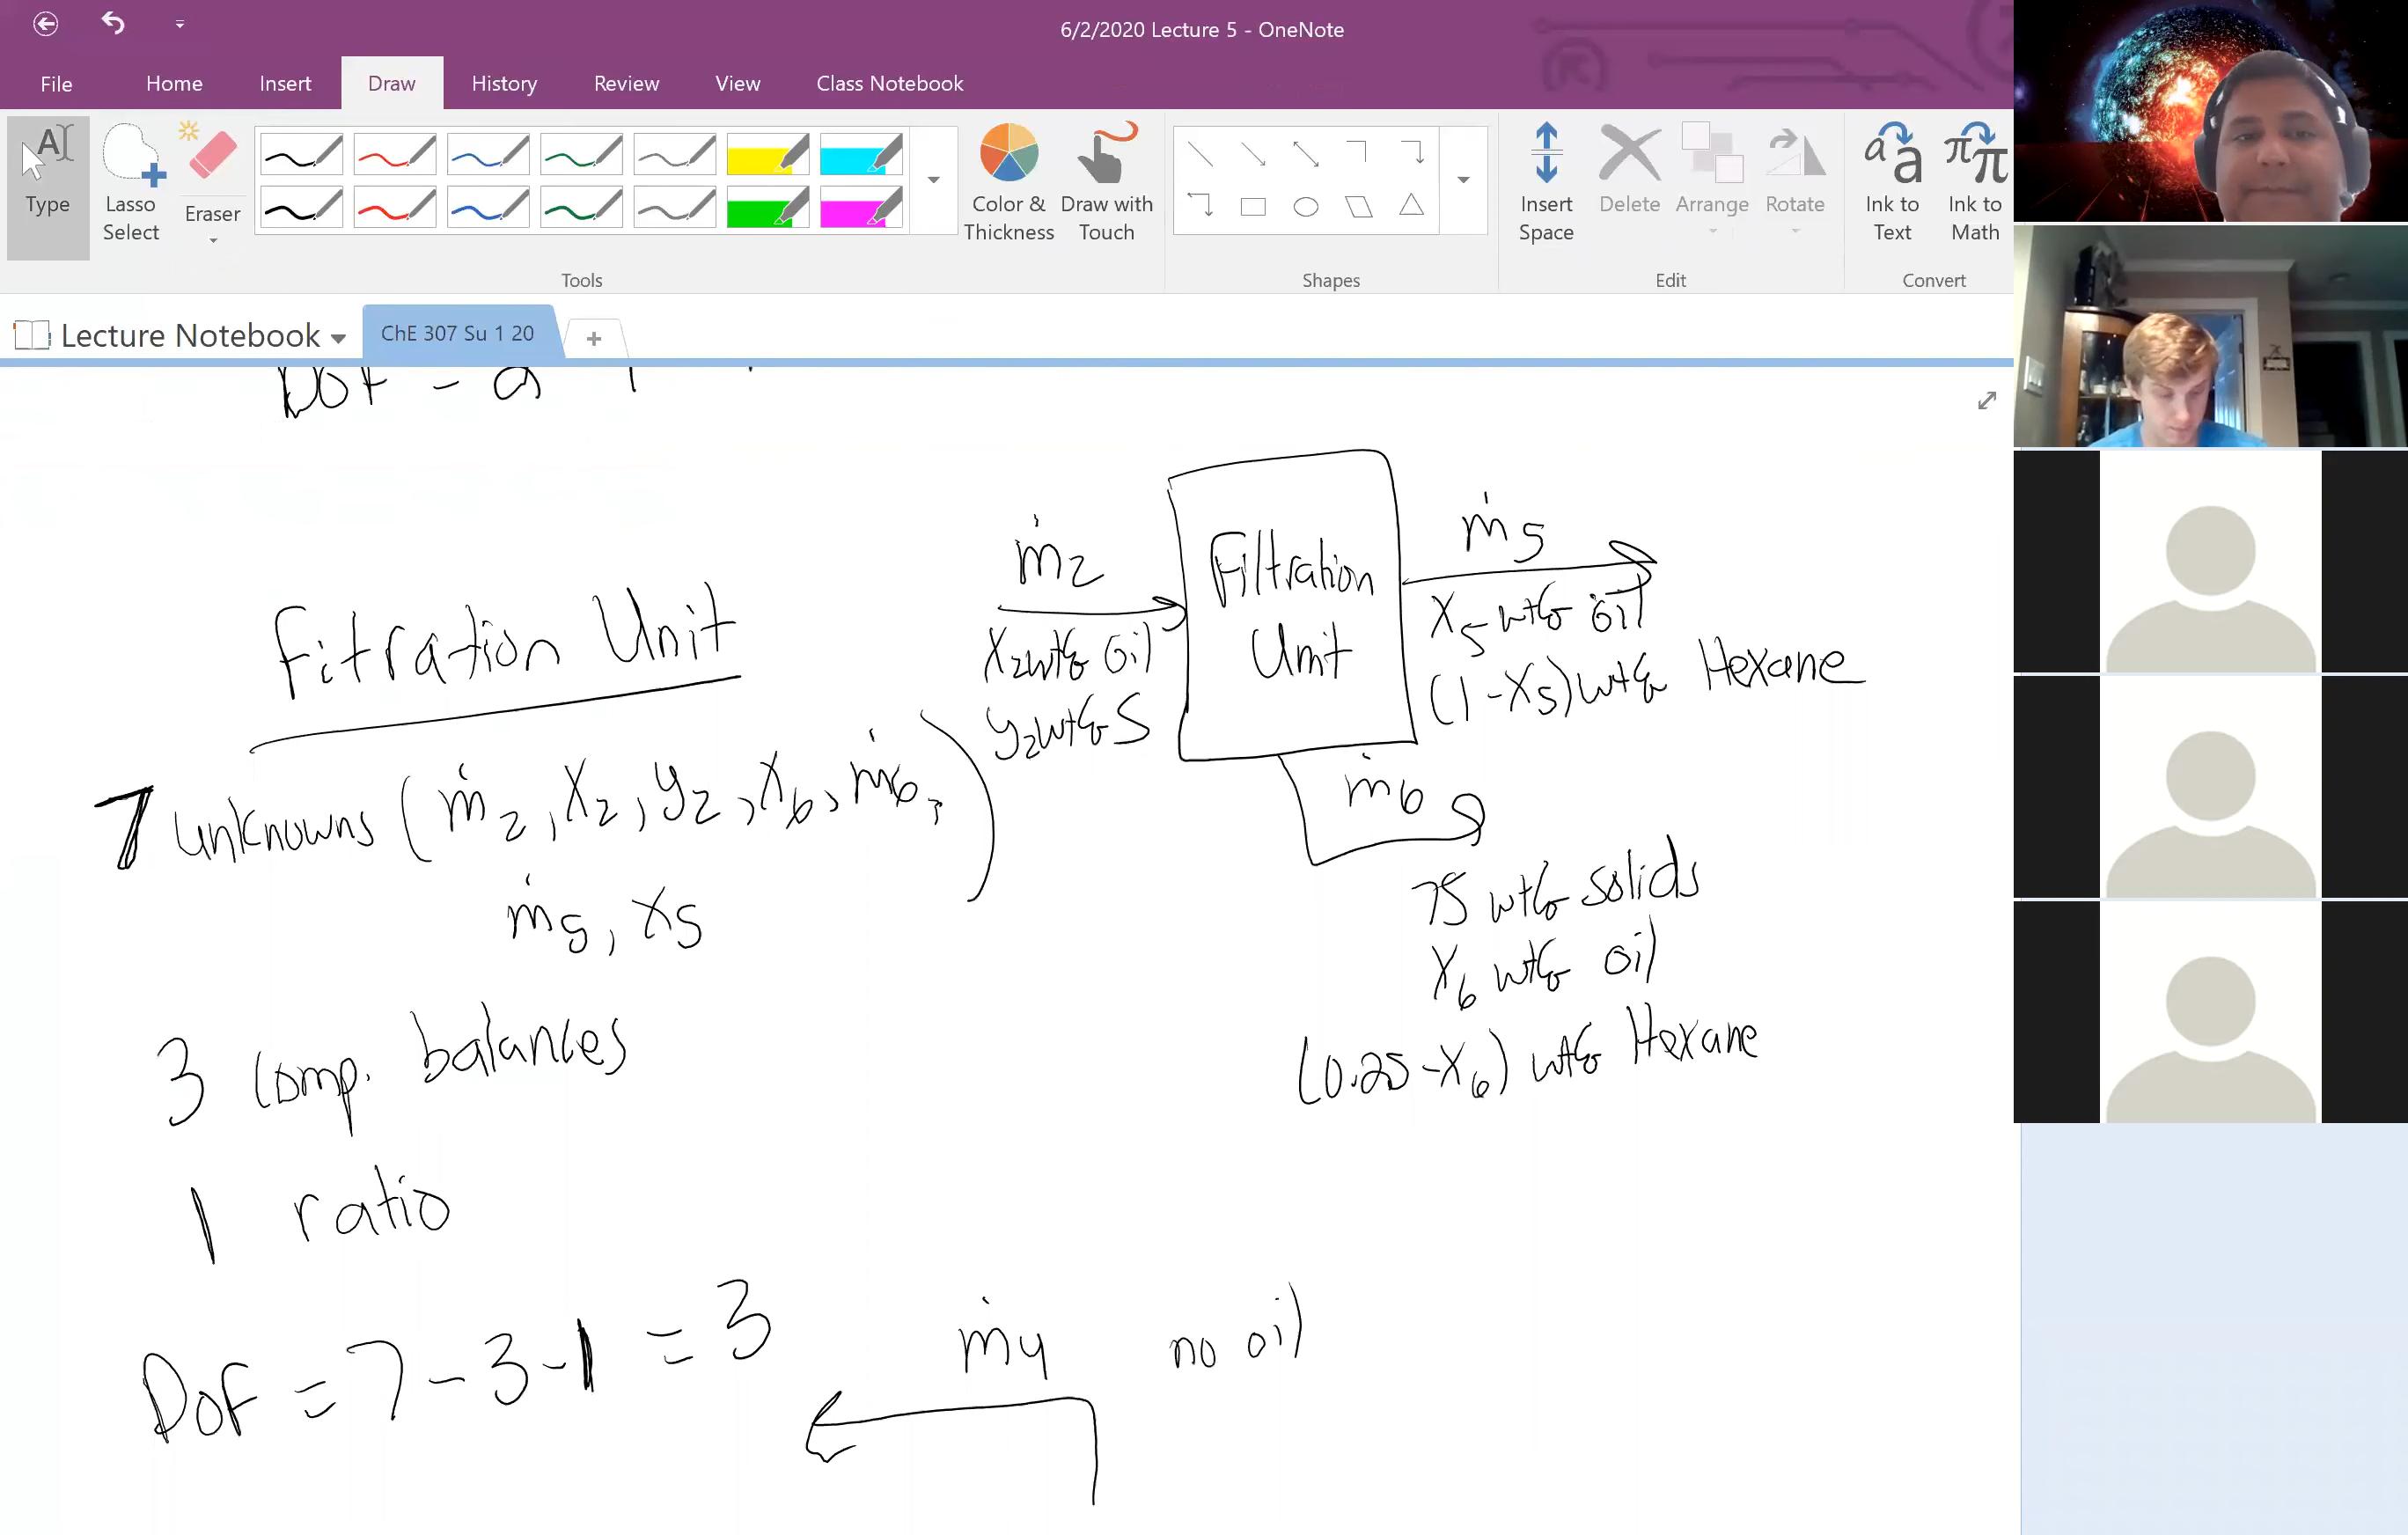 6/2/2020 Lecture 5 - OneNote
File Home Insert Draw History Review View Class Notebook
Type
Lasso Select
Eraser
Color & Thickness
Draw with Touch
Insert Space
Delete
Arrange
Rotate
Ink to Text
Ink to Math
Tools Shapes Edit Convert
Lecture Notebook
ChE 307 Su 1 20
DOF = 
Fitration Unit
7 unknowns (ṁ2, X2, y2, X6, ṁ6,
ṁ5, X5)
3 comp. balances
1 ratio
DOF = 7 - 3 - 1 = 3
ṁ2
X2 wt% oil
y2 wt% S
Filtration
Unit
ṁ5
X5 wt% oil
(1-X5) wt% Hexane
ṁ6
75 wt% solids
X6 wt% oil
(0.25-X6) wt% Hexane
ṁ4 no oil